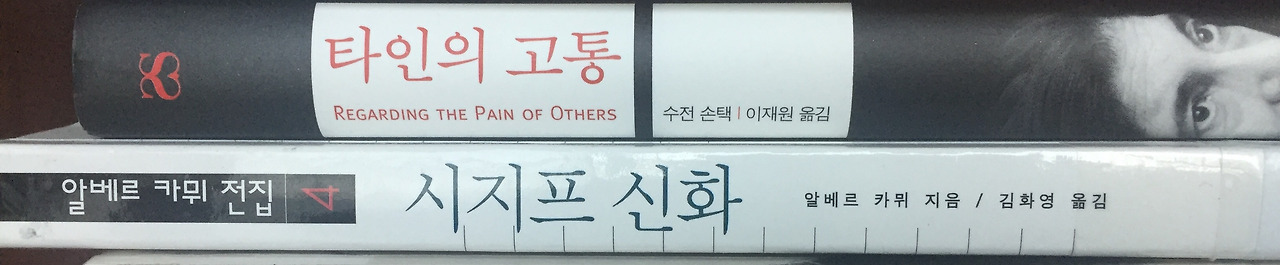 타인의 고통
REGARDING THE PAIN OF OTHERS
수전 손택 | 이재원 옮김
알베르 카뮈 전집 4
시지프 신화
알베르 카뮈 지음 / 김화영 옮김